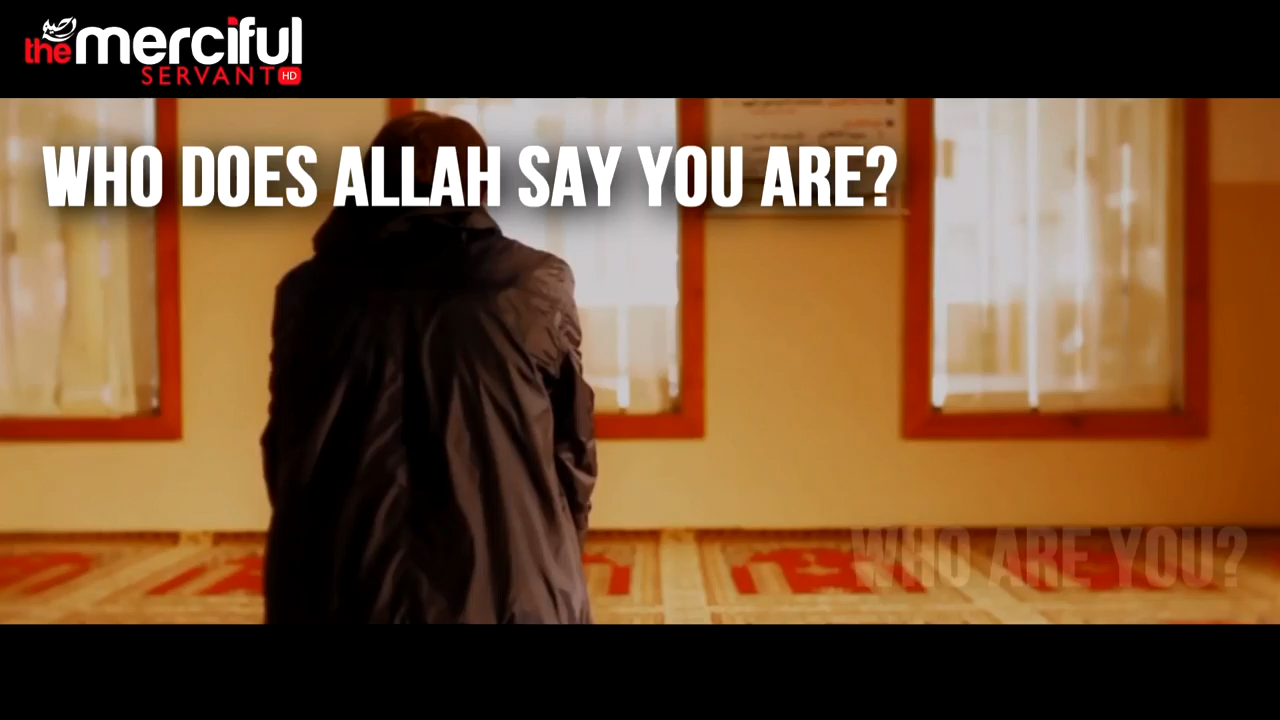 the merciful
SERVANT HD
WHO DOES ALLAH SAY YOU ARE?
WHO ARE YOU?